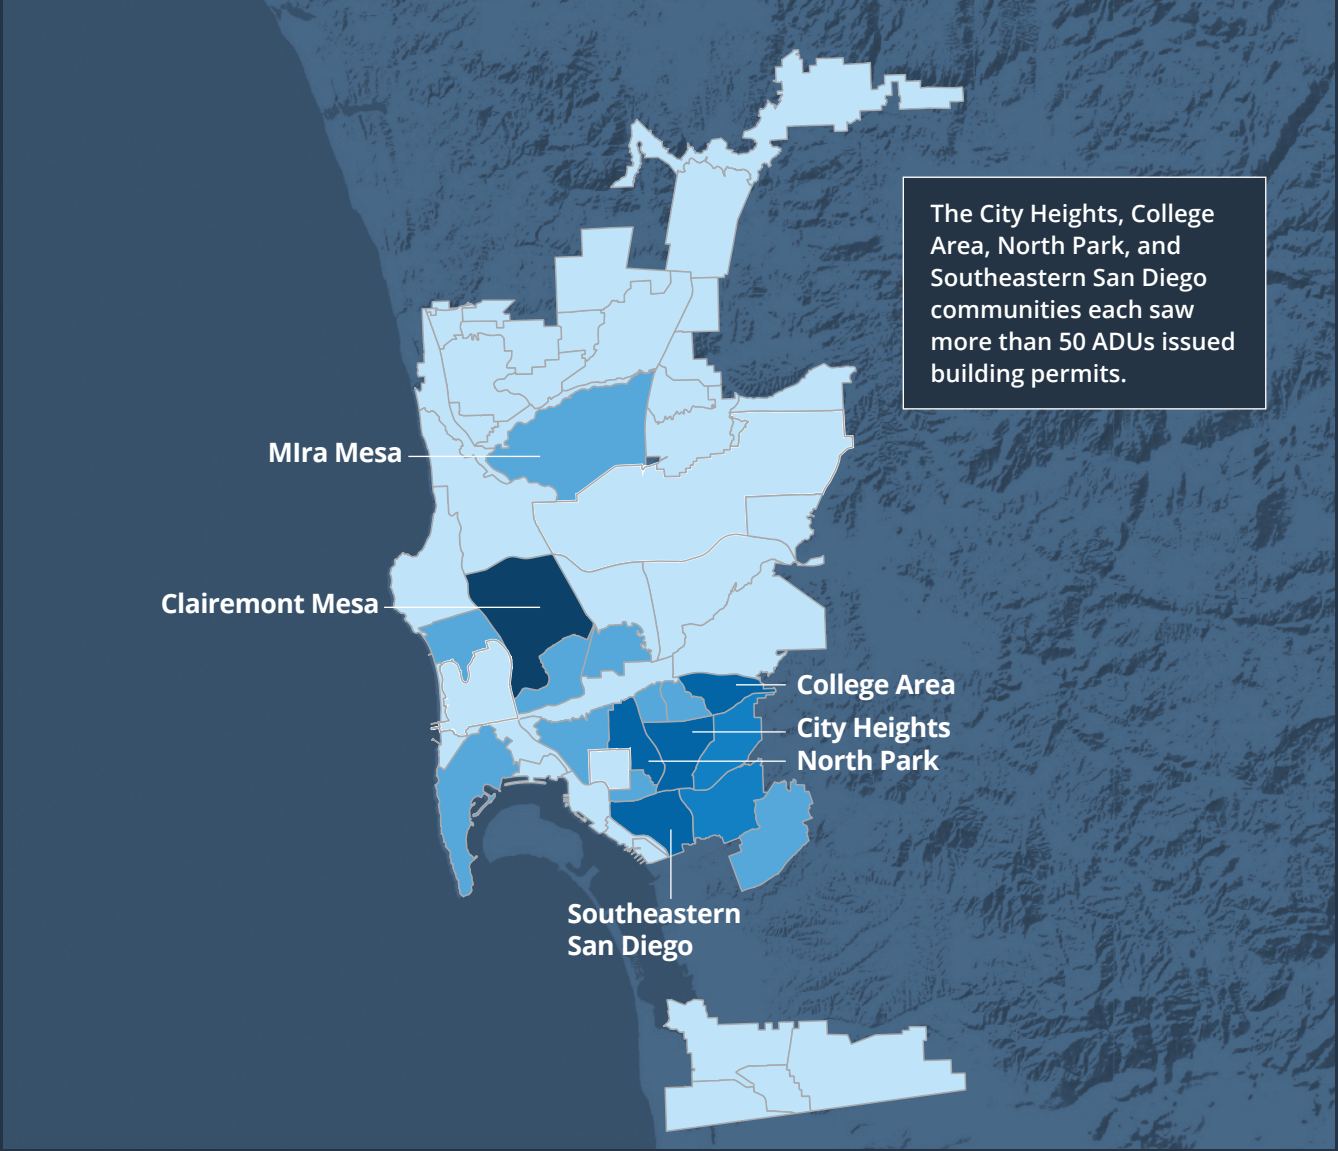 The City Heights, College
Area, North Park, and
Southeastern San Diego
communities each saw
more than 50 ADUs issued
building permits.
MIra Mesa
Clairemont Mesa
College Area
City Heights
North Park
Southeastern
San Diego